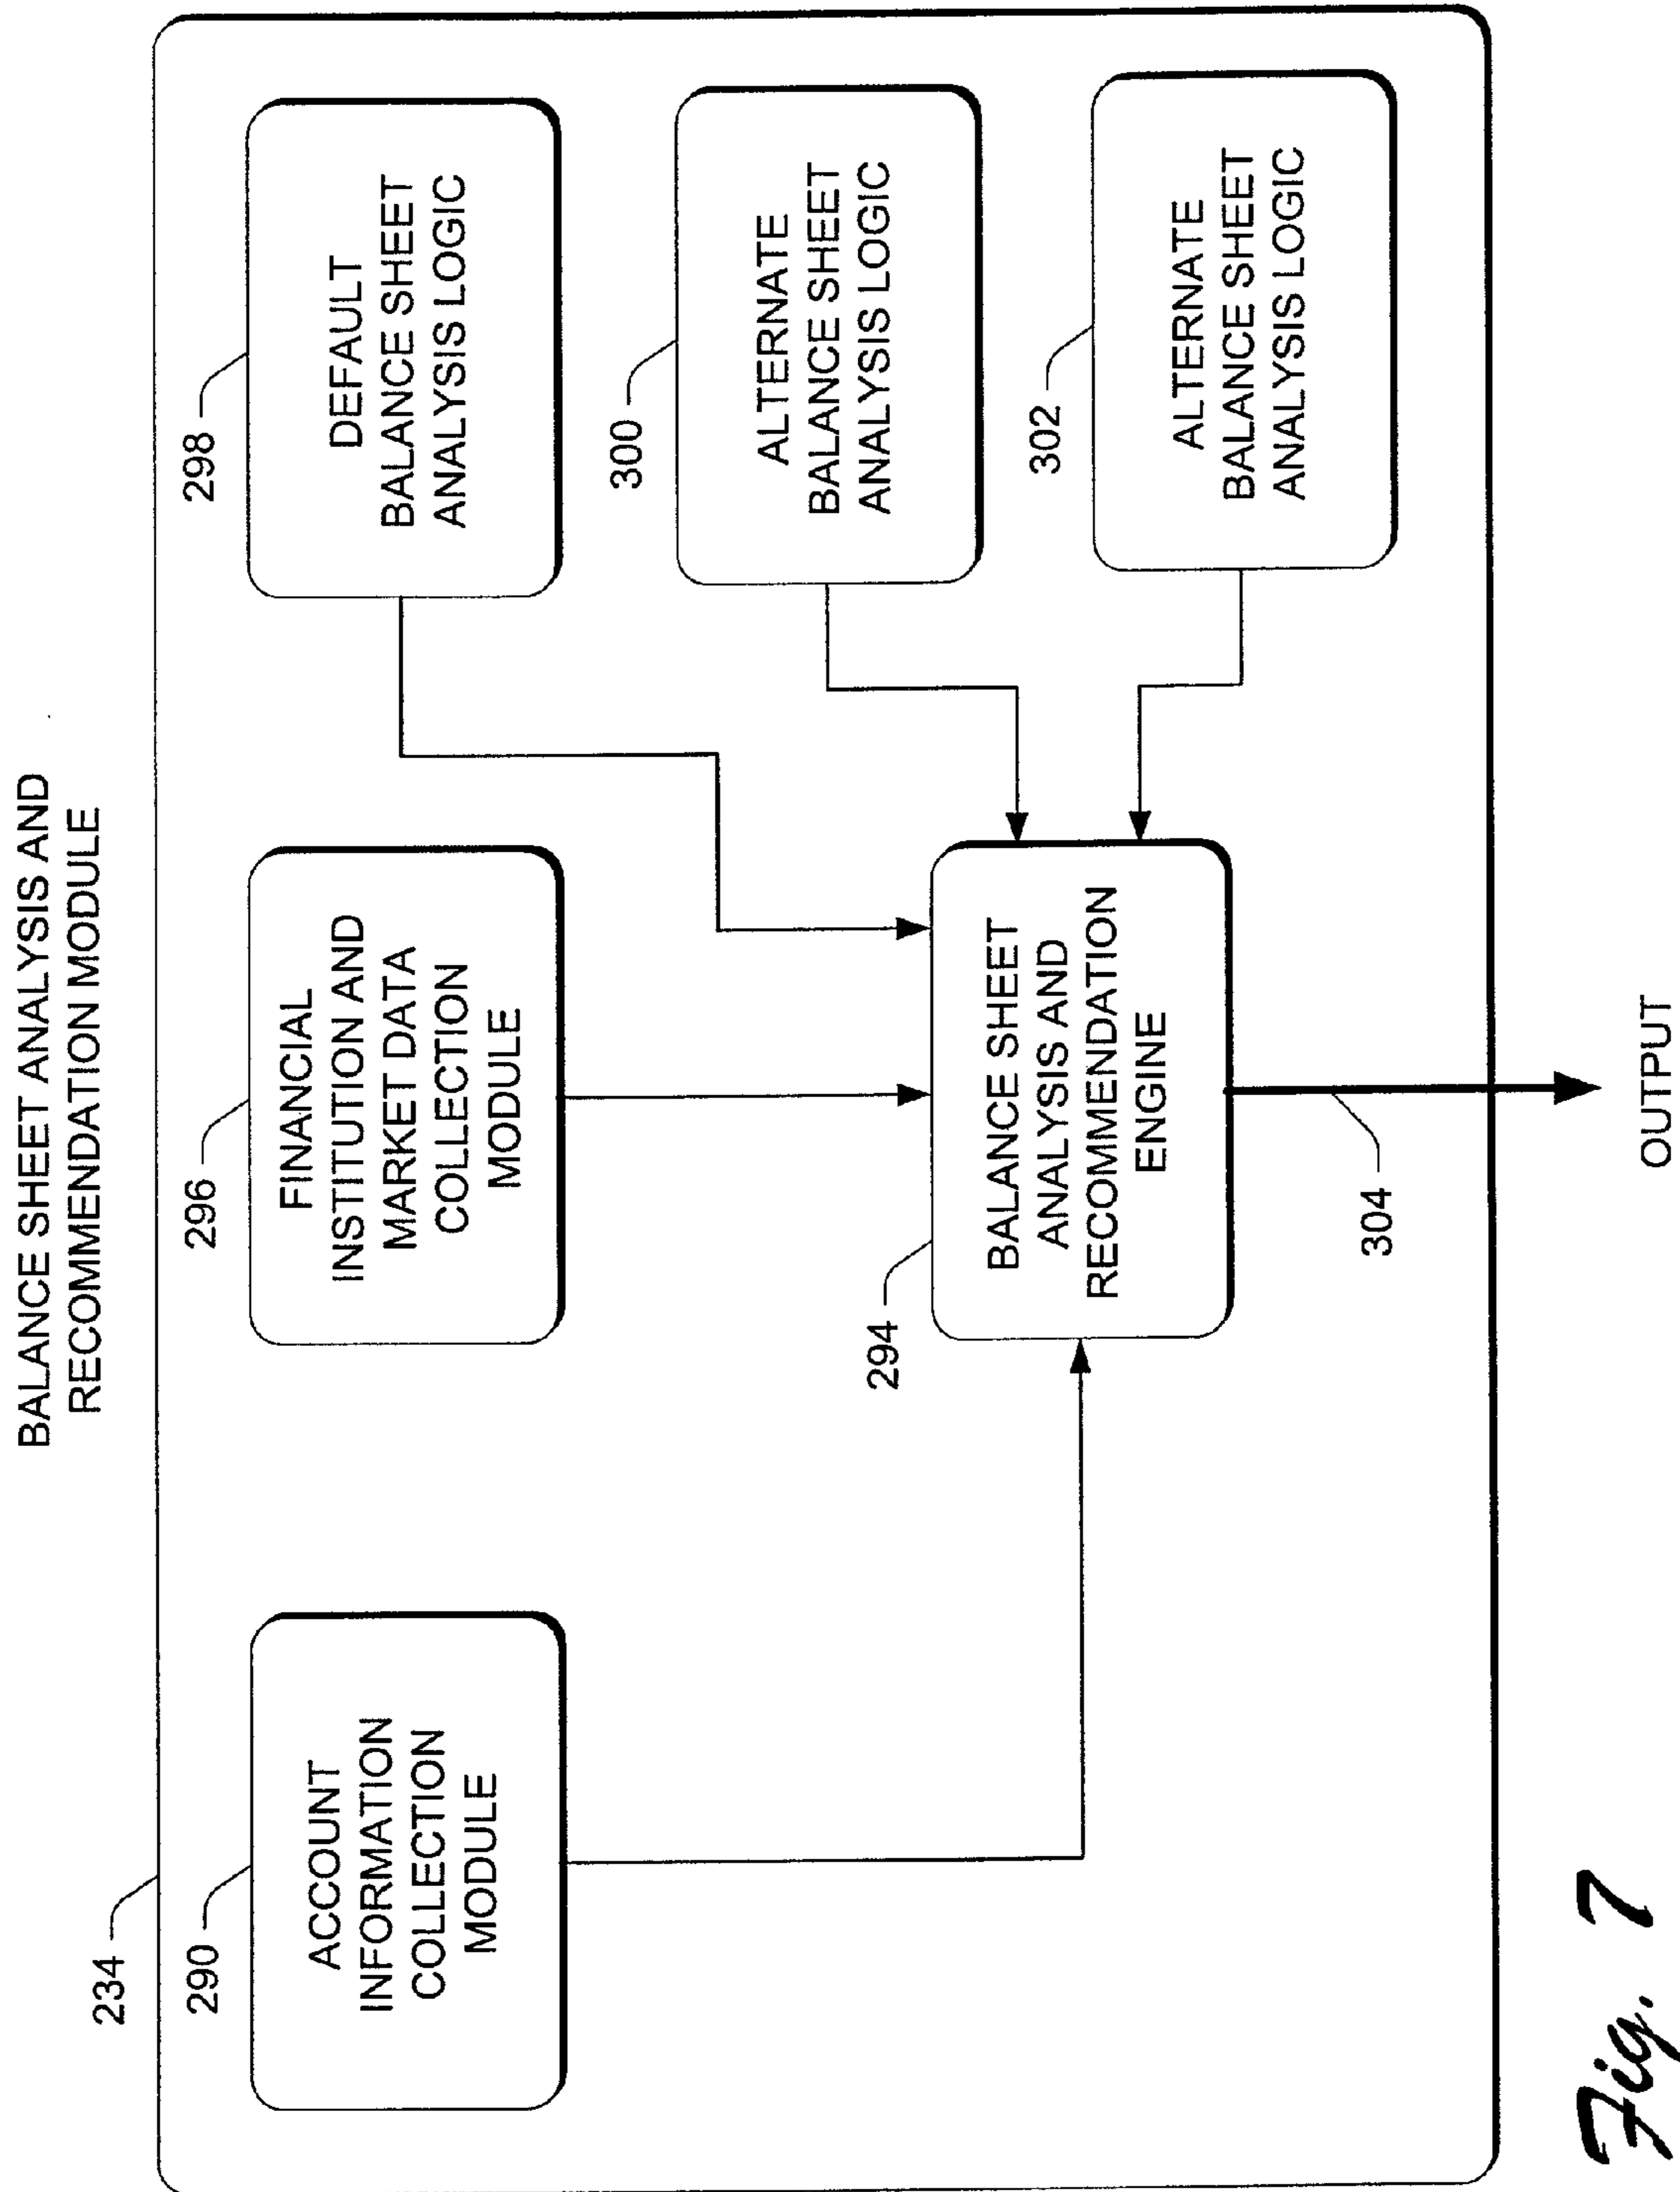 BALANCE SHEET ANALYSIS AND
RECOMMENDATION MODULE
234
290
ACCOUNT
INFORMATION
COLLECTION
MODULE
296
FINANCIAL
INSTITUTION AND
MARKET DATA
COLLECTION
MODULE
298
DEFAULT
BALANCE SHEET
ANALYSIS LOGIC
300
ALTERNATE
BALANCE SHEET
ANALYSIS LOGIC
302
ALTERNATE
BALANCE SHEET
ANALYSIS LOGIC
294
BALANCE SHEET
ANALYSIS AND
RECOMMENDATION
ENGINE
304
OUTPUT
Fig. 7